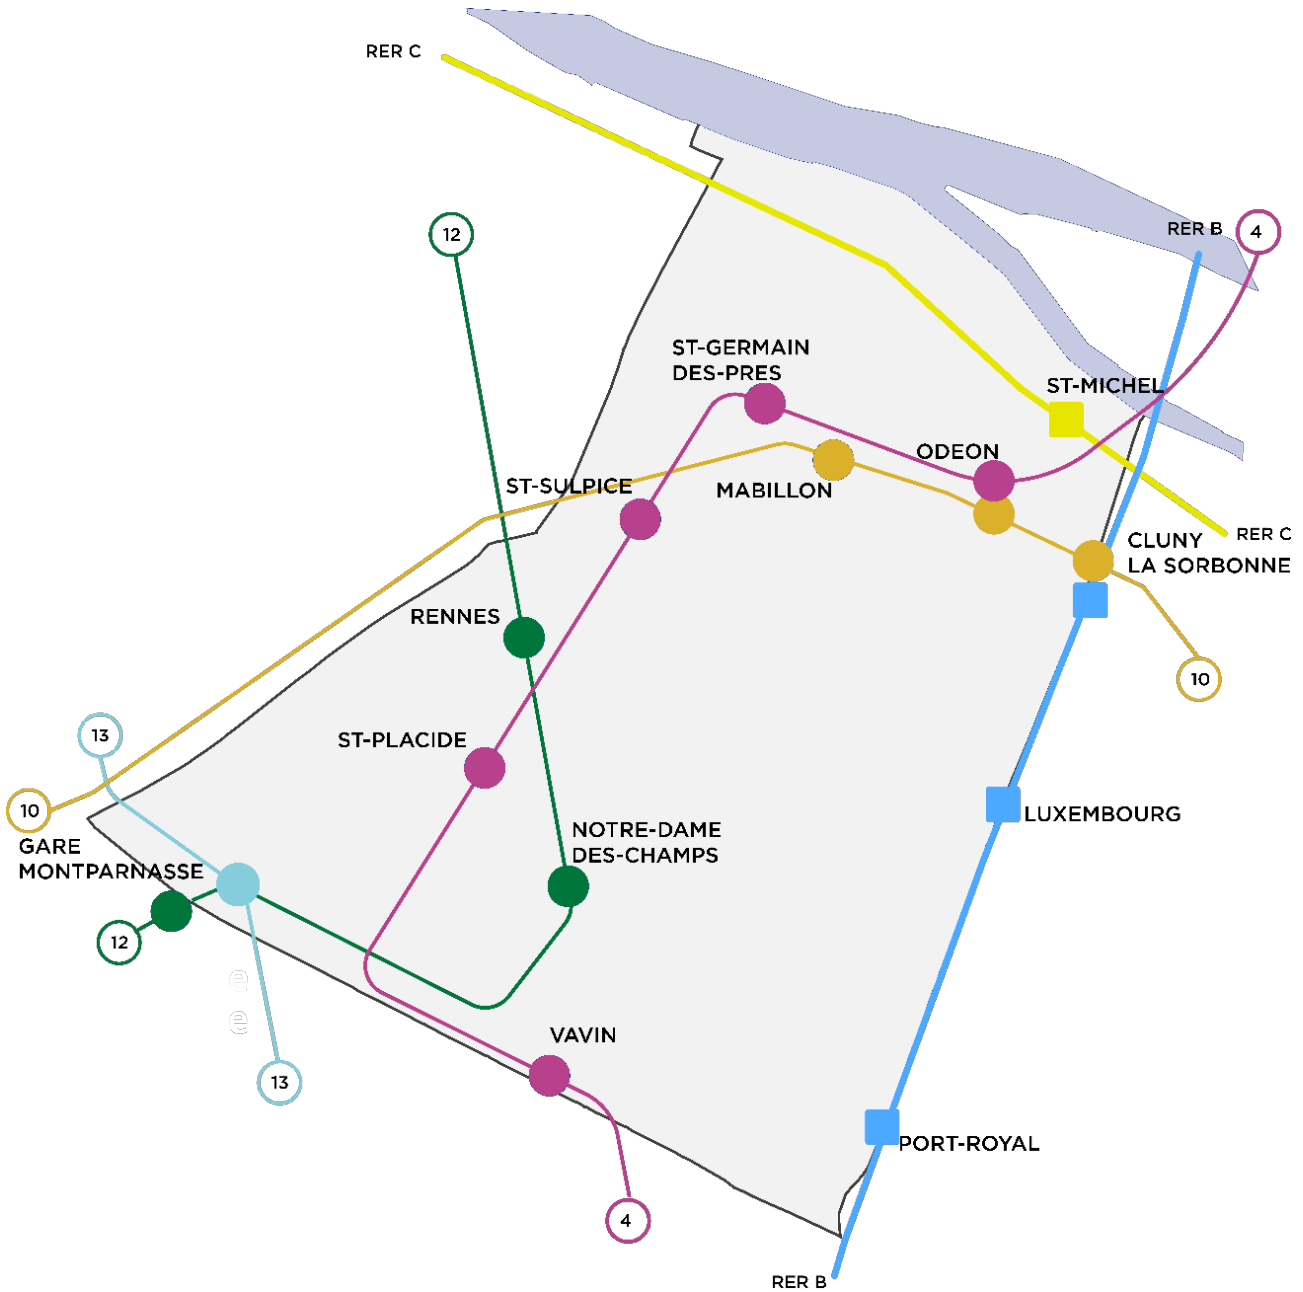 RER C
12
RER B
4
ST-GERMAIN
DES-PRES
ST-MICHEL
ODEON
ST-SULPICE
MABILLON
RER C
CLUNY
LA SORBONNE
RENNES
10
13
ST-PLACIDE
10
LUXEMBOURG
NOTRE-DAME
DES-CHAMPS
GARE
MONTPARNASSE
12
e
e
VAVIN
13
PORT-ROYAL
4
RER B